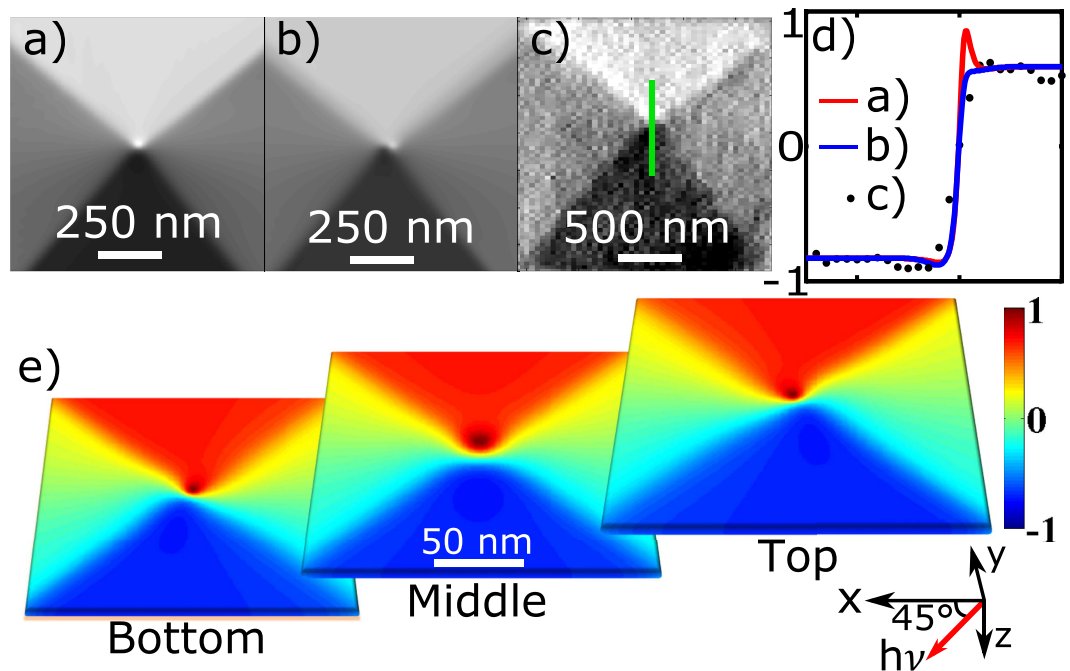 a)
b)
c)
d)
250 nm
250 nm
500 nm
1
0
-1
a)
b)
c)
e)
Bottom
Middle
50 nm
Top
1
0
-1
y
x
45°
z
hν